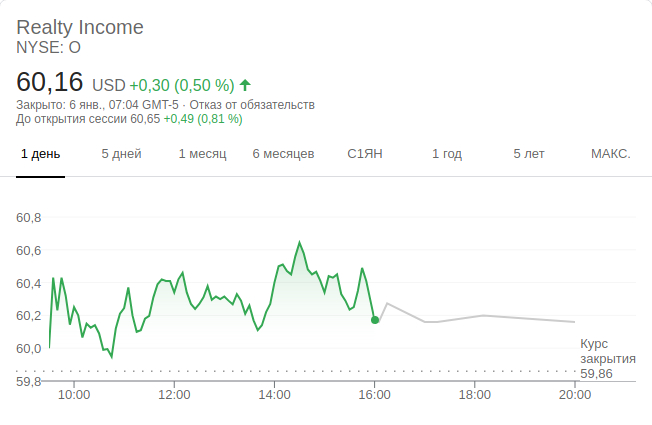 Realty Income
NYSE: O
60,16 USD +0,30 (0,50 %)
Закрыто: 6 янв., 07:04 GMT-5 · Отказ от обязательств
До открытия сессии 60,65 +0,49 (0,81 %)
1 день 5 дней 1 месяц 6 месяцев С1ЯН 1 год 5 лет МАКС.
60,8
60,6
60,4
60,2
60,0
59,8
Курс
закрытия
59,86
10:00 12:00 14:00 16:00 18:00 20:00